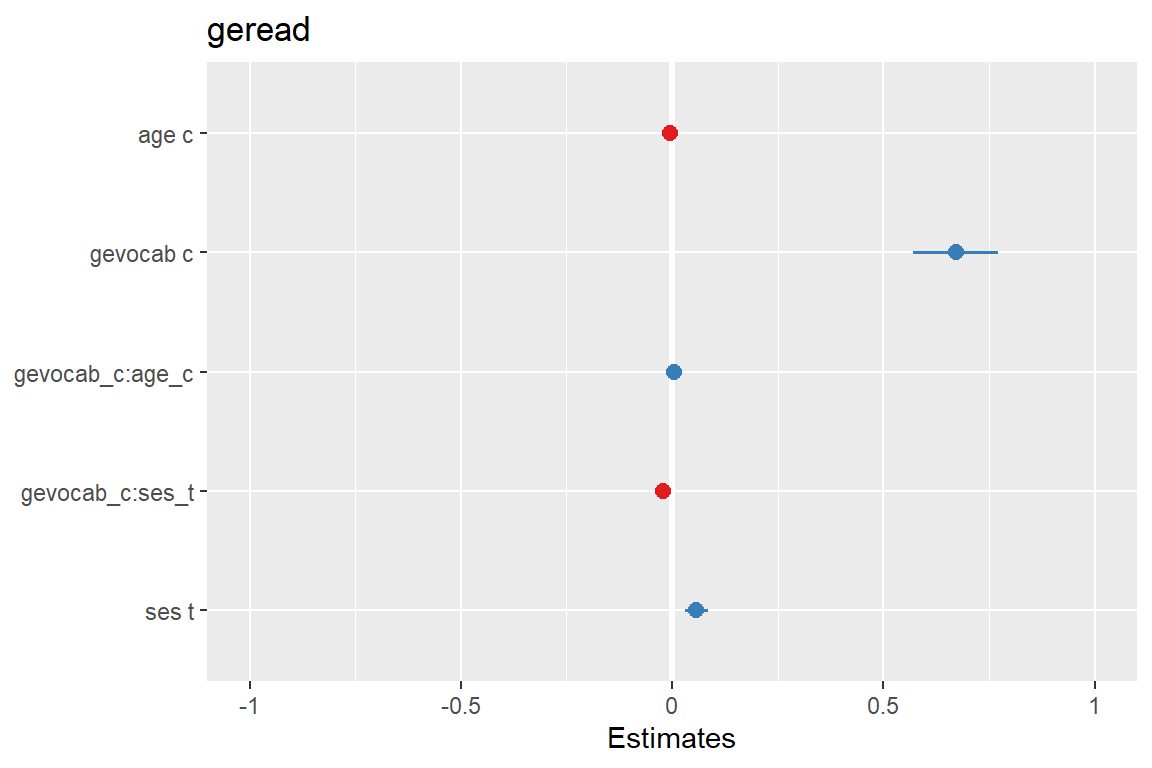 geread
age c
gevocab c
gevocab_c:age_c
gevocab_c:ses_t
ses t
-1 -0.5 0 0.5 1
Estimates